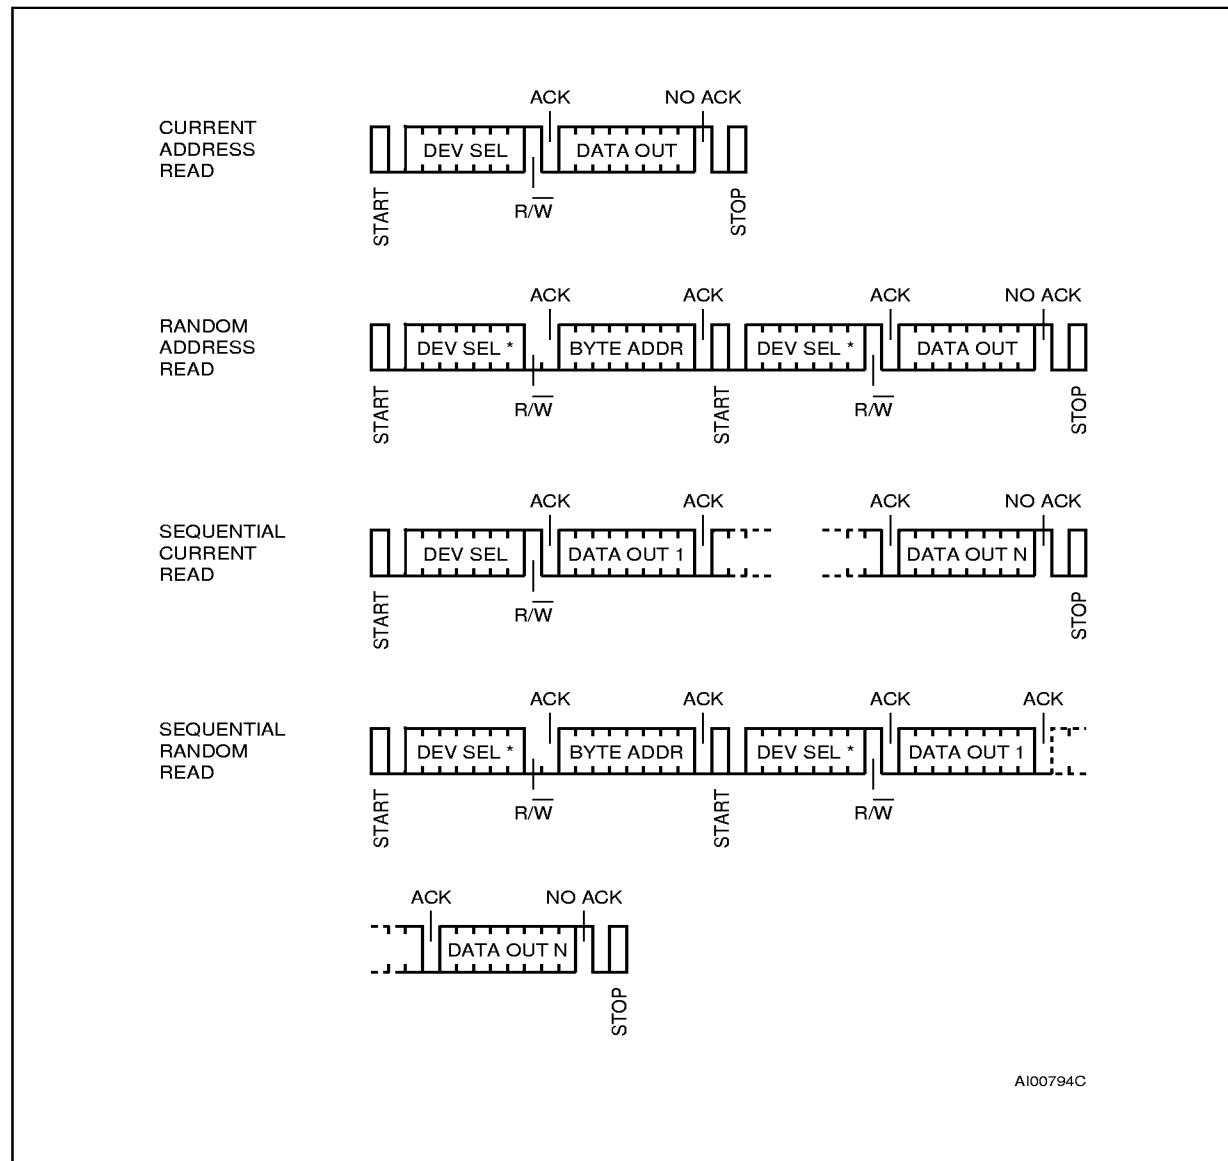 ACK NO ACK
CURRENT
ADDRESS
READ
DEV SEL DATA OUT
START R/W STOP
ACK ACK ACK NO ACK
RANDOM
ADDRESS
READ
DEV SEL * BYTE ADDR DEV SEL * DATA OUT
START R/W START R/W STOP
ACK ACK ACK NO ACK
SEQUENTIAL
CURRENT
READ
DEV SEL DATA OUT 1 DATA OUT N
START R/W STOP
ACK ACK ACK ACK
SEQUENTIAL
RANDOM
READ
DEV SEL * BYTE ADDR DEV SEL * DATA OUT 1
START R/W START R/W
ACK NO ACK
DATA OUT N
STOP
AI00794C